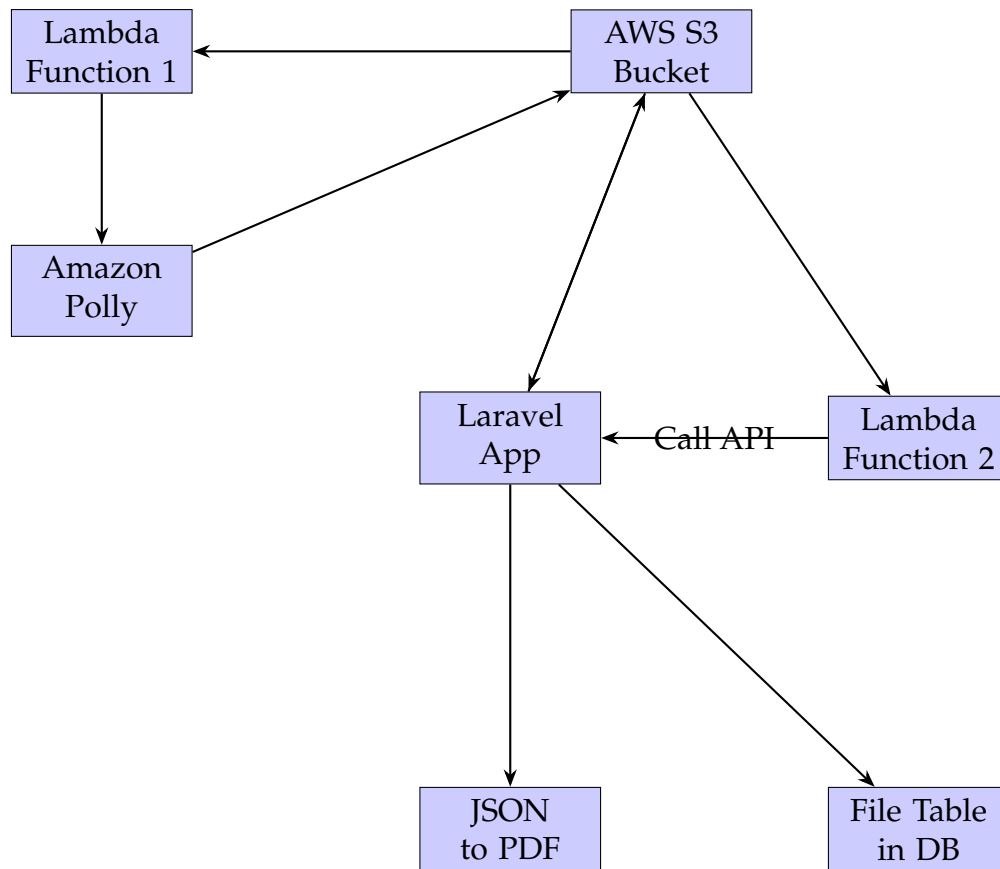 Lambda
Function 1
AWS S3
Bucket
Amazon
Polly
Laravel
App
Call API
Lambda
Function 2
JSON
to PDF
File Table
in DB